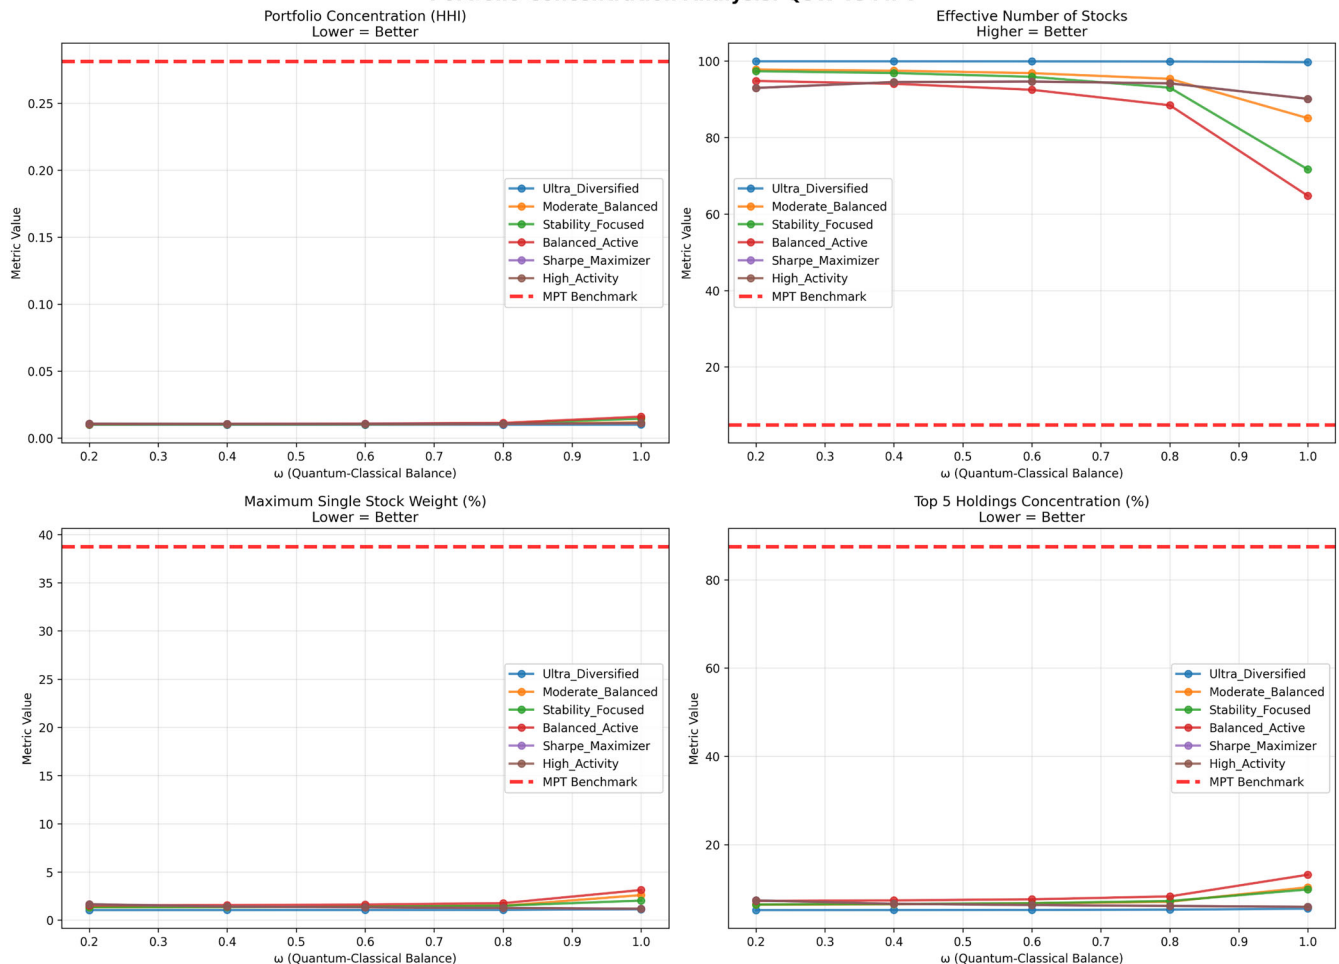 Portfolio Concentration (HHI)
Lower = Better
Metric Value
0.25
0.20
0.15
0.10
0.05
0.00
Ultra_Diversified
Moderate_Balanced
Stability_Focused
Balanced_Active
Sharpe_Maximizer
High_Activity
MPT Benchmark
0.2 0.3 0.4 0.5 0.6 0.7 0.8 0.9 1.0
ω (Quantum-Classical Balance)
Effective Number of Stocks
Higher = Better
Metric Value
100
80
60
40
20
Ultra_Diversified
Moderate_Balanced
Stability_Focused
Balanced_Active
Sharpe_Maximizer
High_Activity
MPT Benchmark
0.2 0.3 0.4 0.5 0.6 0.7 0.8 0.9 1.0
ω (Quantum-Classical Balance)
Maximum Single Stock Weight (%)
Lower = Better
Metric Value
40
35
30
25
20
15
10
5
0
Ultra_Diversified
Moderate_Balanced
Stability_Focused
Balanced_Active
Sharpe_Maximizer
High_Activity
MPT Benchmark
0.2 0.3 0.4 0.5 0.6 0.7 0.8 0.9 1.0
ω (Quantum-Classical Balance)
Top 5 Holdings Concentration (%)
Lower = Better
Metric Value
80
60
40
20
Ultra_Diversified
Moderate_Balanced
Stability_Focused
Balanced_Active
Sharpe_Maximizer
High_Activity
MPT Benchmark
0.2 0.3 0.4 0.5 0.6 0.7 0.8 0.9 1.0
ω (Quantum-Classical Balance)